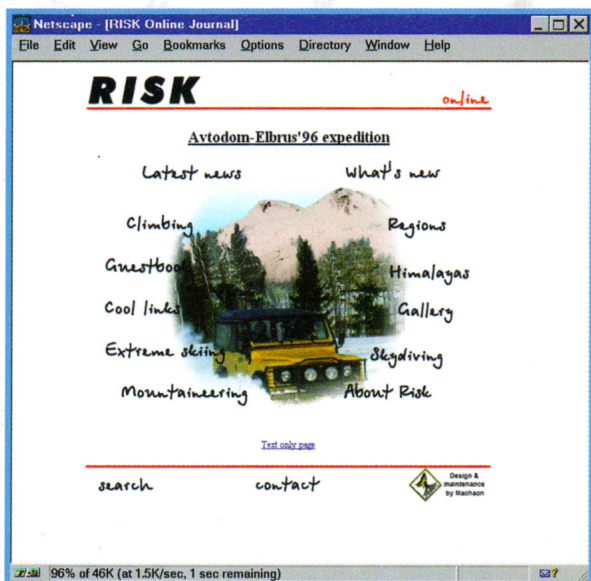 Netscape - [RISK Online Journal]
File Edit View Go Bookmarks Options Directory Window Help
RISK
online
Avtodom-Elbrus'96 expedition
Latest news What's new
Climbing Regions
Guestbook Himalayas
Cool links Gallery
Extreme skiing Skydiving
Mountaineering About Risk
Text only page
search contact
Design &
maintenance
by Machaon
96% of 46K (at 1.5K/sec, 1 sec remaining)